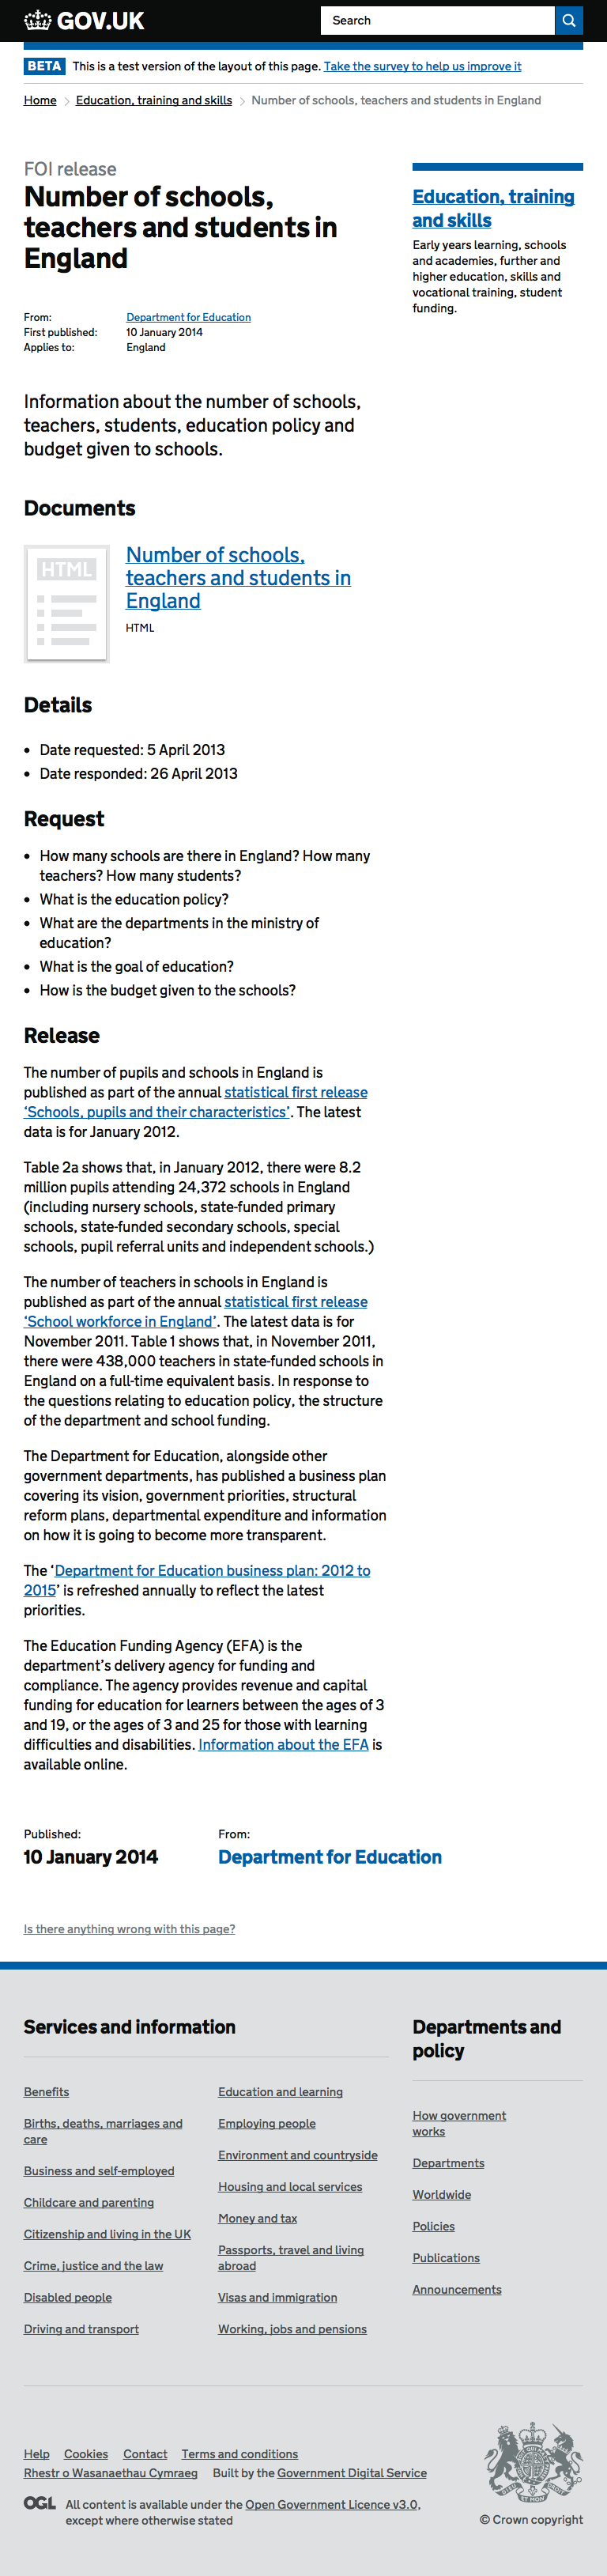 GOV.UK
Search
BETA This is a test version of the layout of this page. Take the survey to help us improve it
Home
Education, training and skills
Number of schools, teachers and students in England
FOI release
Number of schools,
teachers and students in
England
From: Department for Education
First published: 10 January 2014
Applies to: England
Education, training
and skills
Early years learning, schools
and academies, further and
higher education, skills and
vocational training, student
funding.
Information about the number of schools,
teachers, students, education policy and
budget given to schools.
Documents
HTML
Number of schools,
teachers and students in
England
HTML
Details
• Date requested: 5 April 2013
• Date responded: 26 April 2013
Request
• How many schools are there in England? How many
teachers? How many students?
• What is the education policy?
• What are the departments in the ministry of
education?
• What is the goal of education?
• How is the budget given to the schools?
Release
The number of pupils and schools in England is
published as part of the annual statistical first release
‘Schools, pupils and their characteristics’. The latest
data is for January 2012.
Table 2a shows that, in January 2012, there were 8.2
million pupils attending 24,372 schools in England
(including nursery schools, state-funded primary
schools, state-funded secondary schools, special
schools, pupil referral units and independent schools.)
The number of teachers in schools in England is
published as part of the annual statistical first release
‘School workforce in England’. The latest data is for
November 2011. Table 1 shows that, in November 2011,
there were 438,000 teachers in state-funded schools in
England on a full-time equivalent basis. In response to
the questions relating to education policy, the structure
of the department and school funding.
The Department for Education, alongside other
government departments, has published a business plan
covering its vision, government priorities, structural
reform plans, departmental expenditure and information
on how it is going to become more transparent.
The ‘Department for Education business plan: 2012 to
2015’ is refreshed annually to reflect the latest
priorities.
The Education Funding Agency (EFA) is the
department’s delivery agency for funding and
compliance. The agency provides revenue and capital
funding for education for learners between the ages of 3
and 19, or the ages of 3 and 25 for those with learning
difficulties and disabilities. Information about the EFA is
available online.
Published:
10 January 2014
From:
Department for Education
Is there anything wrong with this page?
Services and information
Benefits
Births, deaths, marriages and
care
Business and self-employed
Childcare and parenting
Citizenship and living in the UK
Crime, justice and the law
Disabled people
Driving and transport
Education and learning
Employing people
Environment and countryside
Housing and local services
Money and tax
Passports, travel and living
abroad
Visas and immigration
Working, jobs and pensions
Departments and
policy
How government
works
Departments
Worldwide
Policies
Publications
Announcements
Help Cookies Contact Terms and conditions
Rhestr o Wasanaethau Cymraeg Built by the Government Digital Service
OGL All content is available under the Open Government Licence v3.0,
except where otherwise stated
© Crown copyright